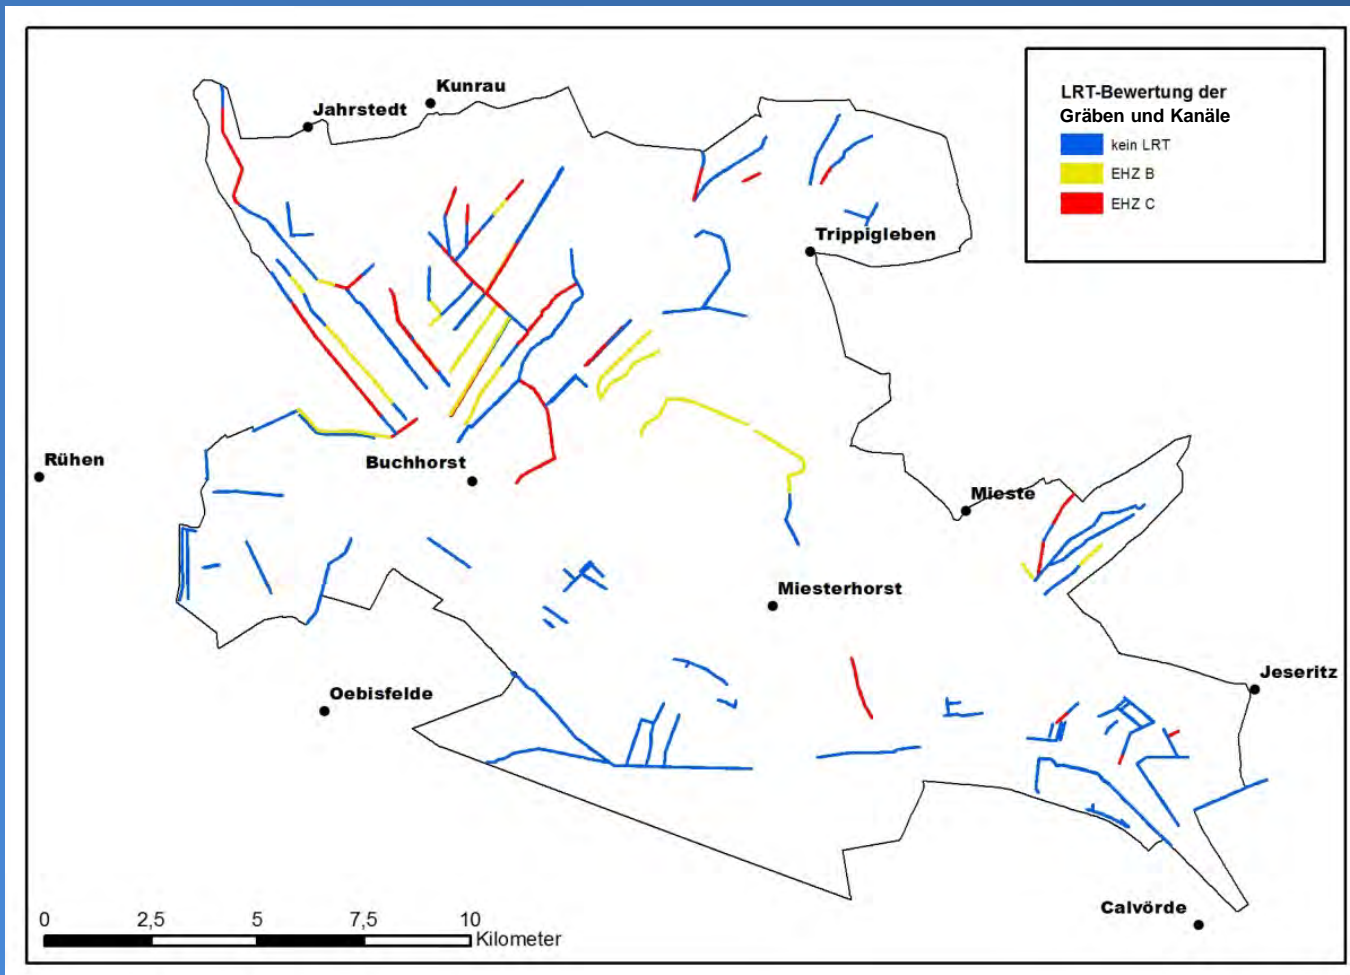 Kunrau
Jahrstedt
LRT-Bewertung der
Gräben und Kanäle
kein LRT
EHZ B
EHZ C
Trippigleben
Rühen
Buchhorst
Mieste
Miesterhorst
Jeseritz
Oebisfelde
Calvörde
0 2,5 5 7,5 10
Kilometer